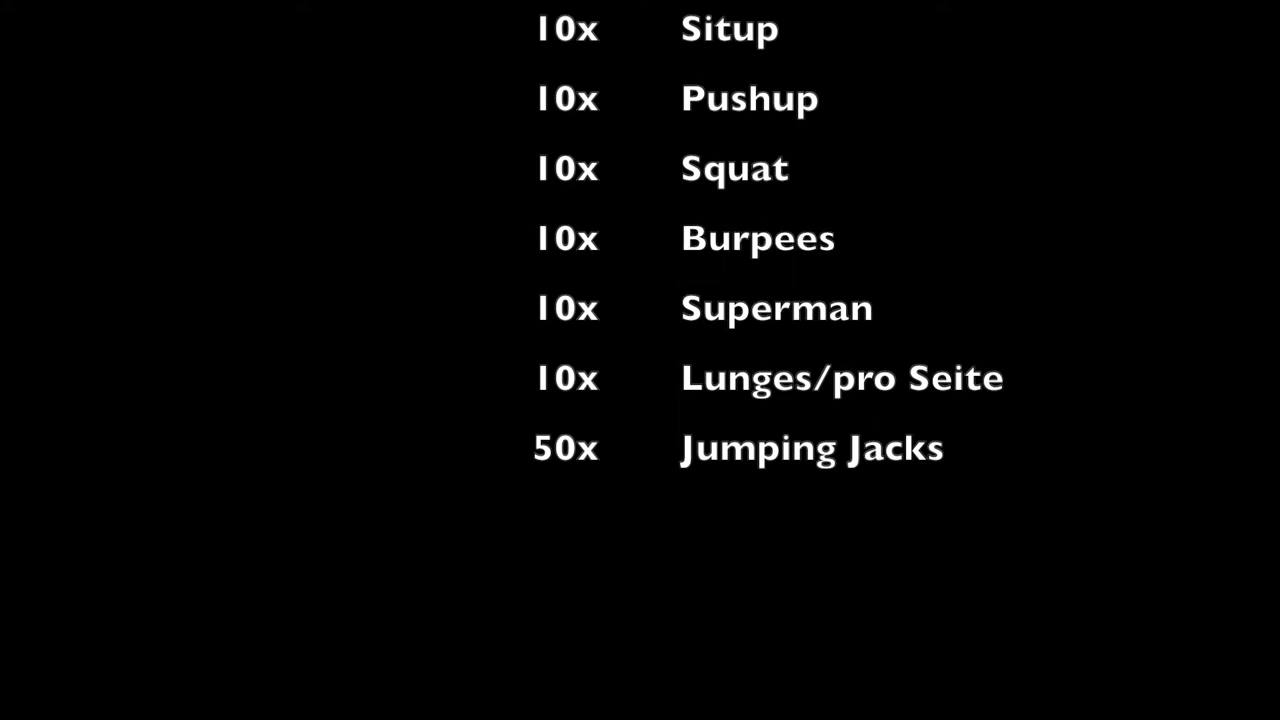 10x Situp
10x Pushup
10x Squat
10x Burpees
10x Superman
10x Lunges/pro Seite
50x Jumping Jacks